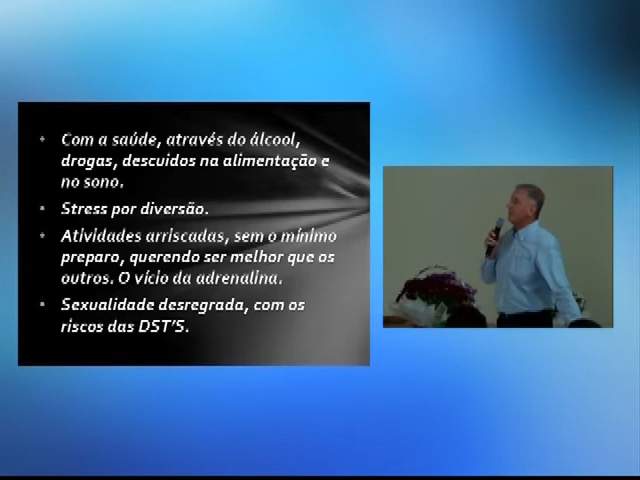 Com a saúde, através do álcool,
drogas, descuidos na alimentação e
no sono.
Stress por diversão.
Atividades arriscadas, sem o mínimo
preparo, querendo ser melhor que os
outros. O vício da adrenalina.
Sexualidade desregrada, com os
riscos das DST'S.